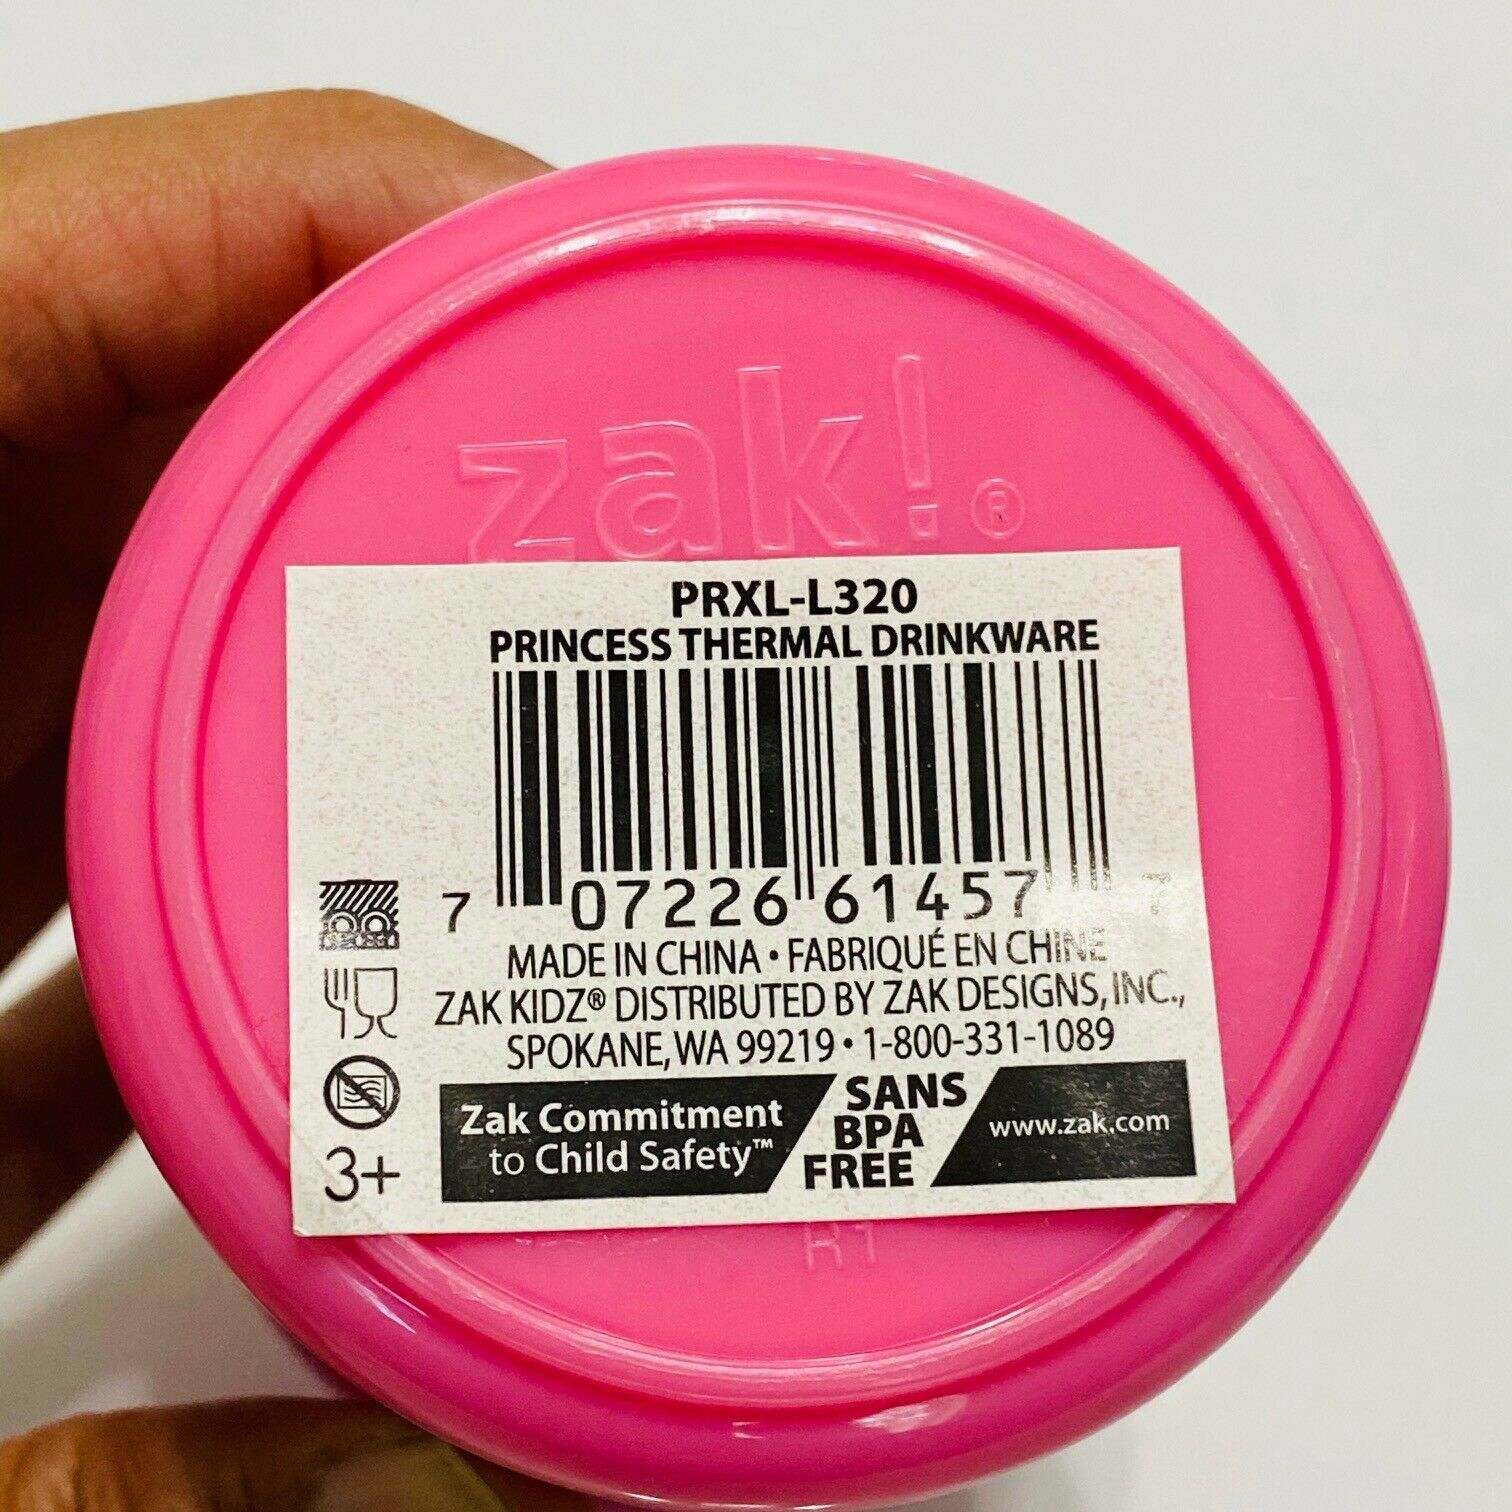 zak!®
PRXL-L320
PRINCESS THERMAL DRINKWARE
7 07226 61457 7
MADE IN CHINA • FABRIQUÉ EN CHINE
ZAK KIDZ® DISTRIBUTED BY ZAK DESIGNS, INC.,
SPOKANE, WA 99219 • 1-800-331-1089
3+
Zak Commitment
to Child Safety™
SANS
BPA
FREE
www.zak.com